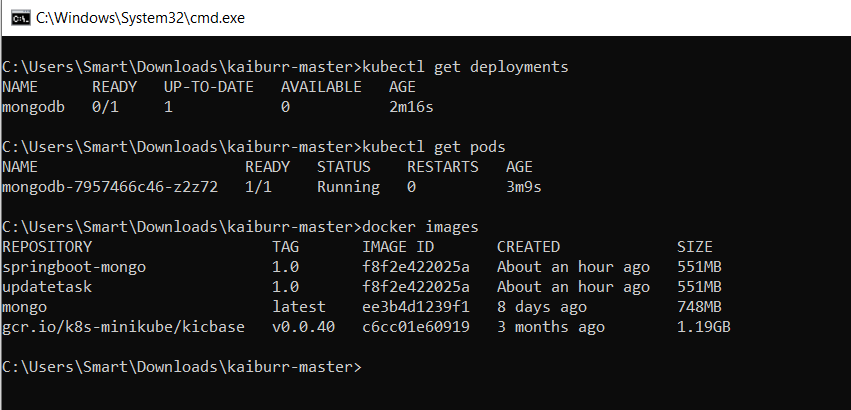 C:\Windows\System32\cmd.exe
C:\Users\Smart\Downloads\kaiburr-master>kubectl get deployments
NAME READY UP-TO-DATE AVAILABLE AGE
mongodb 0/1 1 0 2m16s
C:\Users\Smart\Downloads\kaiburr-master>kubectl get pods
NAME READY STATUS RESTARTS AGE
mongodb-7957466c46-z2z72 1/1 Running 0 3m9s
C:\Users\Smart\Downloads\kaiburr-master>docker images
REPOSITORY TAG IMAGE ID CREATED SIZE
springboot-mongo 1.0 f8f2e422025a About an hour ago 551MB
updatetask 1.0 f8f2e422025a About an hour ago 551MB
mongo latest ee3b4d1239f1 8 days ago 748MB
gcr.io/k8s-minikube/kicbase v0.0.40 c6cc01e60919 3 months ago 1.19GB
C:\Users\Smart\Downloads\kaiburr-master>